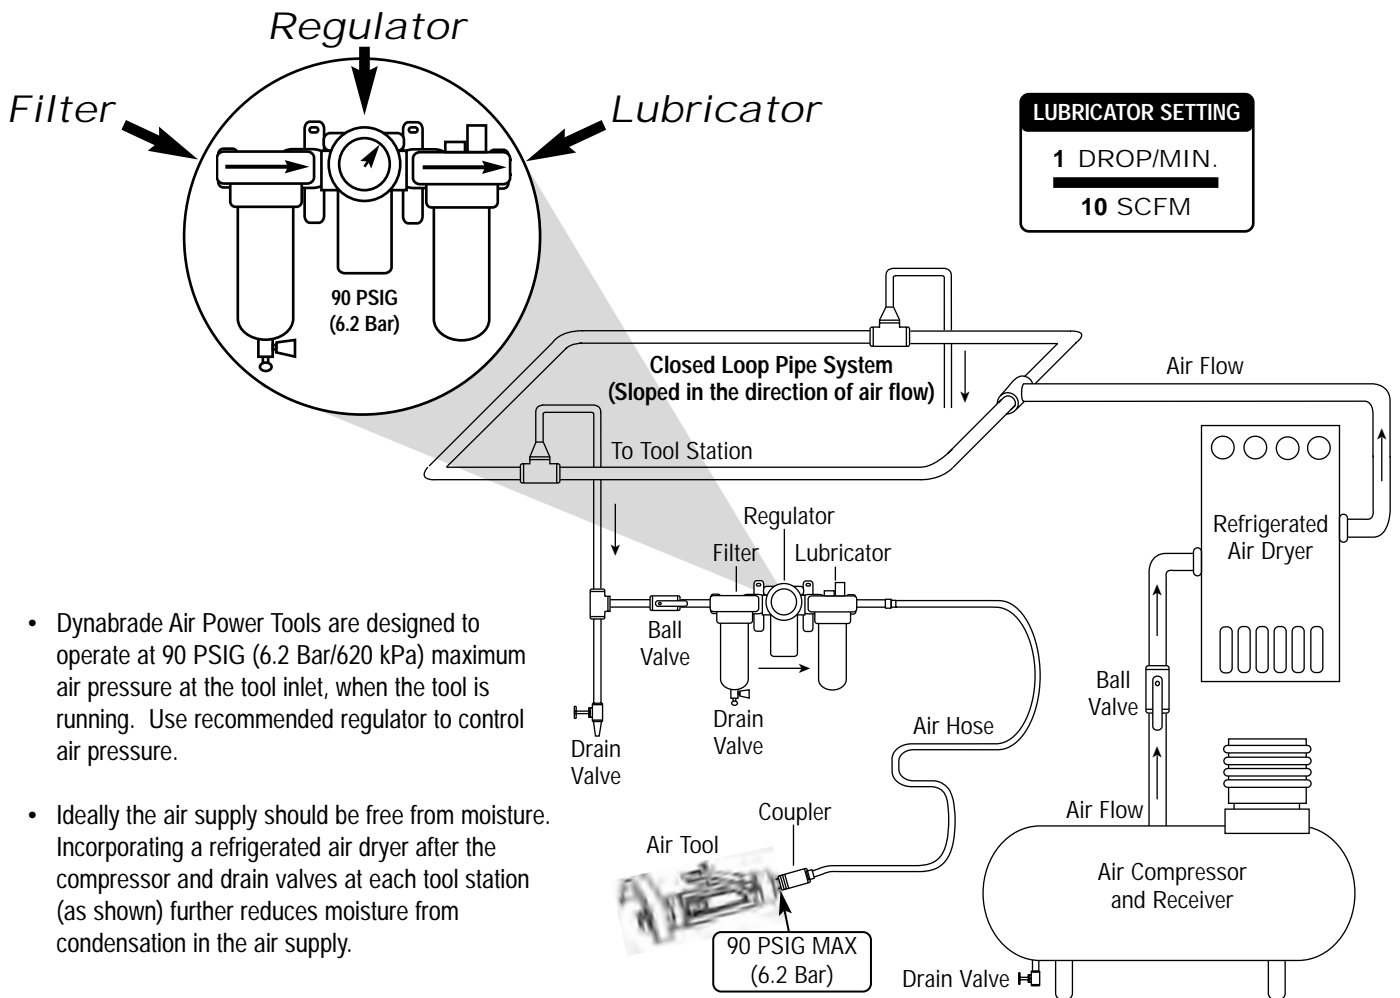 Regulator
Filter
Lubricator
LUBRICATOR SETTING
1 DROP/MIN.
10 SCFM
90 PSIG
(6.2 Bar)
Closed Loop Pipe System
(Sloped in the direction of air flow)
Air Flow
To Tool Station
Refrigerated
Air Dryer
Regulator
Filter
Lubricator
Ball
Valve
Drain
Valve
Drain
Valve
Air Hose
Ball
Valve
Air Flow
Coupler
Air Tool
90 PSIG MAX
(6.2 Bar)
Air Compressor
and Receiver
Drain Valve
• Dynabrade Air Power Tools are designed to
operate at 90 PSIG (6.2 Bar/620 kPa) maximum
air pressure at the tool inlet, when the tool is
running.  Use recommended regulator to control
air pressure.
• Ideally the air supply should be free from moisture.
Incorporating a refrigerated air dryer after the
compressor and drain valves at each tool station
(as shown) further reduces moisture from
condensation in the air supply.